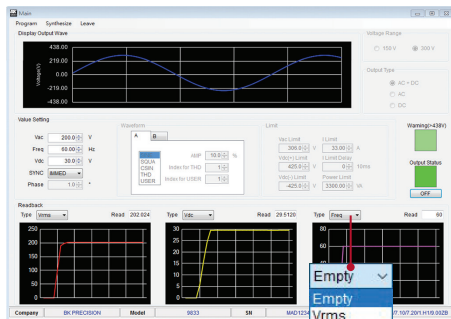 Main
Program Synthesize Leave
Display Output Wave
Voltage Range
438.00
219.00
0.00
-219.00
-438.00
Voltage(V)
150 V 300 V
Output Type
AC + DC
AC
DC
Value Setting
Waveform
Limit
Warning(>438V)
Vac 200.0 V
Freq 60.00 Hz
Vdc 30.0 V
SYNC IMMED
Phase 1.0 °
A B
SQUA
CSIN
THD
USER
AMP 10.0 %
Index for THD 1
Index for USER 1
Vac Limit I Limit
300.0 V 33.00 A
Vdc(+) Limit I Limit Delay
425.0 V 0 10ms
Vdc(-) Limit Power Limit
-425.0 V 3300.00 VA
Output Status
OFF
Readback
Type Vrms Read 202.024
250
200
150
100
50
0
Type Vdc Read 29.5120
30
25
20
15
10
5
0
Type Freq Read 60
80
60
40
Empty
Empty
Vrms
Company BK PRECISION Model 9833 SN MAD1234